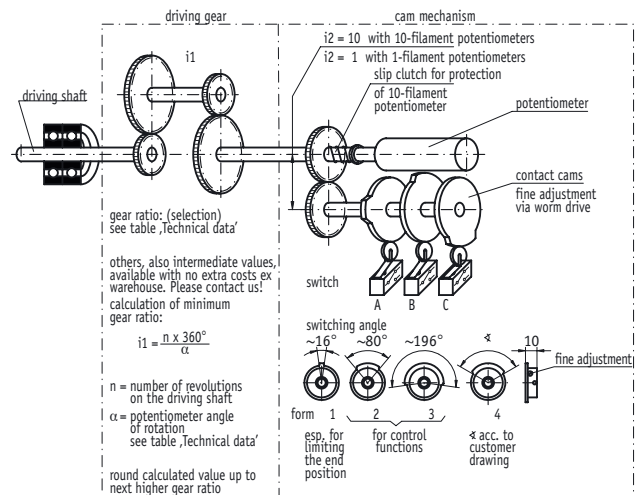 driving gear
cam mechanism
i1
i2 = 10 with 10-filament potentiometers
i2 = 1 with 1-filament potentiometers
slip clutch for protection
of 10-filament
potentiometer
driving shaft
potentiometer
contact cams
fine adjustment
via worm drive
gear ratio: (selection)
see table ‚Technical data'
others, also intermediate values,
available with no extra costs ex
warehouse. Please contact us!
calculation of minimum
gear ratio:
i1 = n x 360°
α
n = number of revolutions
on the driving shaft
α = potentiometer angle
of rotation
see table ‚Technical data'
round calculated value up to
next higher gear ratio
switch
A B C
switching angle
~16° ~80° ~196° ∢ 10
fine adjustment
form 1 2 3 4
esp. for
limiting
the end
position
for control
functions
∢ acc. to
customer
drawing